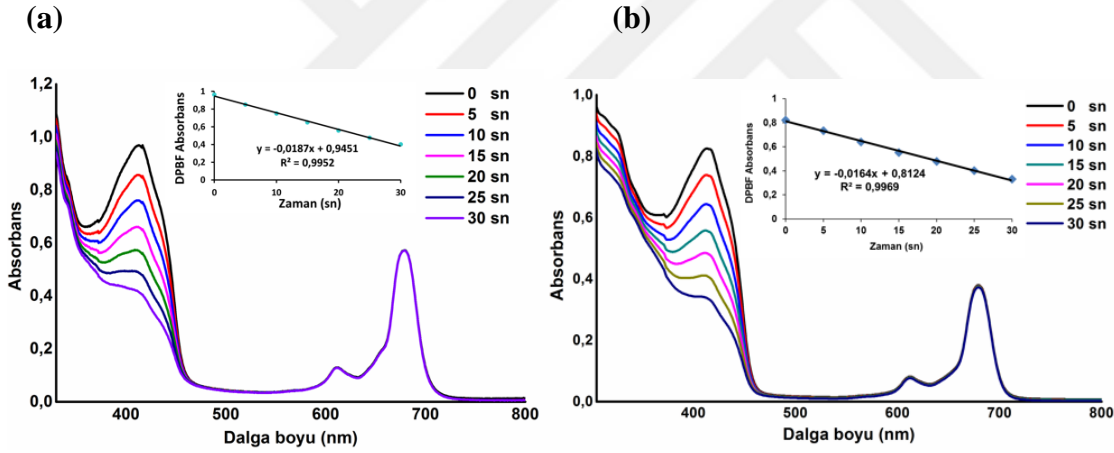 (a)
1,2
1,0
0,8
0,6
0,4
0,2
0,0
Absorbans
400
500
600
700
800
Dalga boyu (nm)
DPBF Absorbans
1
0,8
0,6
0,4
0,2
0
0
10
20
30
Zaman (sn)
y = -0,0187x + 0,9451
R² = 0,9952
0 sn
5 sn
10 sn
15 sn
20 sn
25 sn
30 sn
(b)
1,0
0,8
0,6
0,4
0,2
0,0
Absorbans
400
500
600
700
800
Dalga boyu (nm)
DPBF Absorbans
1
0,8
0,6
0,4
0,2
0
0
5
10
15
20
25
30
Zaman (sn)
y = -0,0164x + 0,8124
R² = 0,9969
0 sn
5 sn
10 sn
15 sn
20 sn
25 sn
30 sn